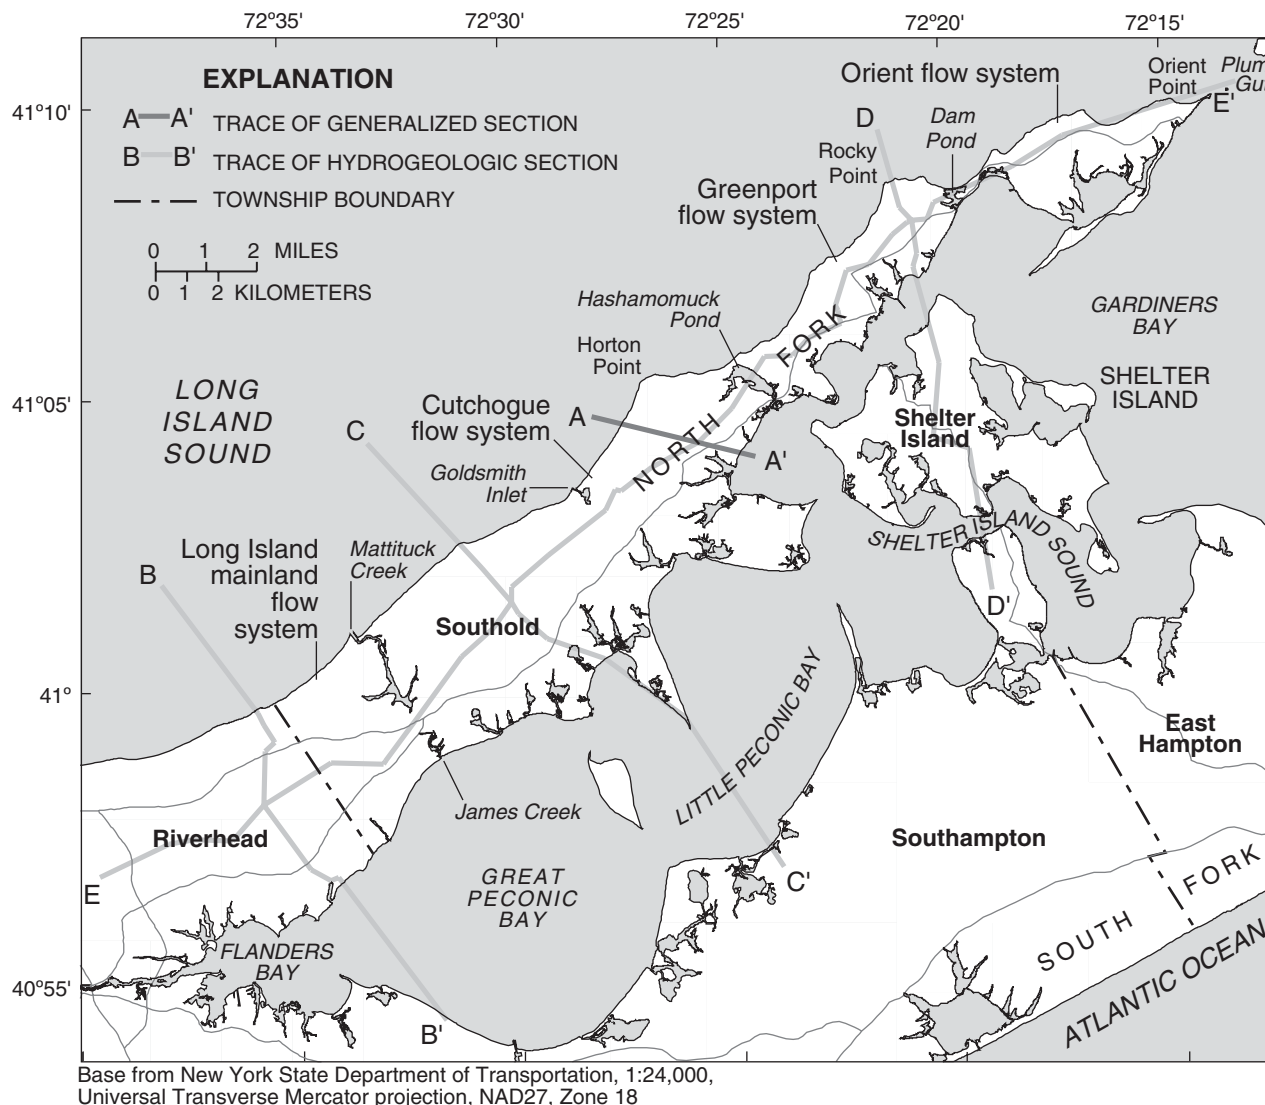 72°35' 72°30' 72°25' 72°20' 72°15'
41°10'
41°05'
41°
40°55'
EXPLANATION
A A' TRACE OF GENERALIZED SECTION
B B' TRACE OF HYDROGEOLOGIC SECTION
TOWNSHIP BOUNDARY
0 1 2 MILES
0 1 2 KILOMETERS
Orient flow system
Orient
Point
Plum
Gu
E'
D
Dam
Pond
Rocky
Point
Greenport
flow system
Hashamomuck
Pond
Horton
Point
NORTH FORK
GARDINERS
BAY
SHELTER
ISLAND
LONG
ISLAND
SOUND
Cutchogue
flow system
A
A'
C
Goldsmith
Inlet
Shelter
Island
SHELTER ISLAND SOUND
Long Island
mainland
flow
system
Mattituck
Creek
B
D'
Southold
LITTLE PECONIC BAY
East
Hampton
James Creek
Riverhead
Southampton
E
GREAT
PECONIC
BAY
C'
FLANDERS
BAY
SOUTH FORK
ATLANTIC OCEAN
B'
Base from New York State Department of Transportation, 1:24,000,
Universal Transverse Mercator projection, NAD27, Zone 18